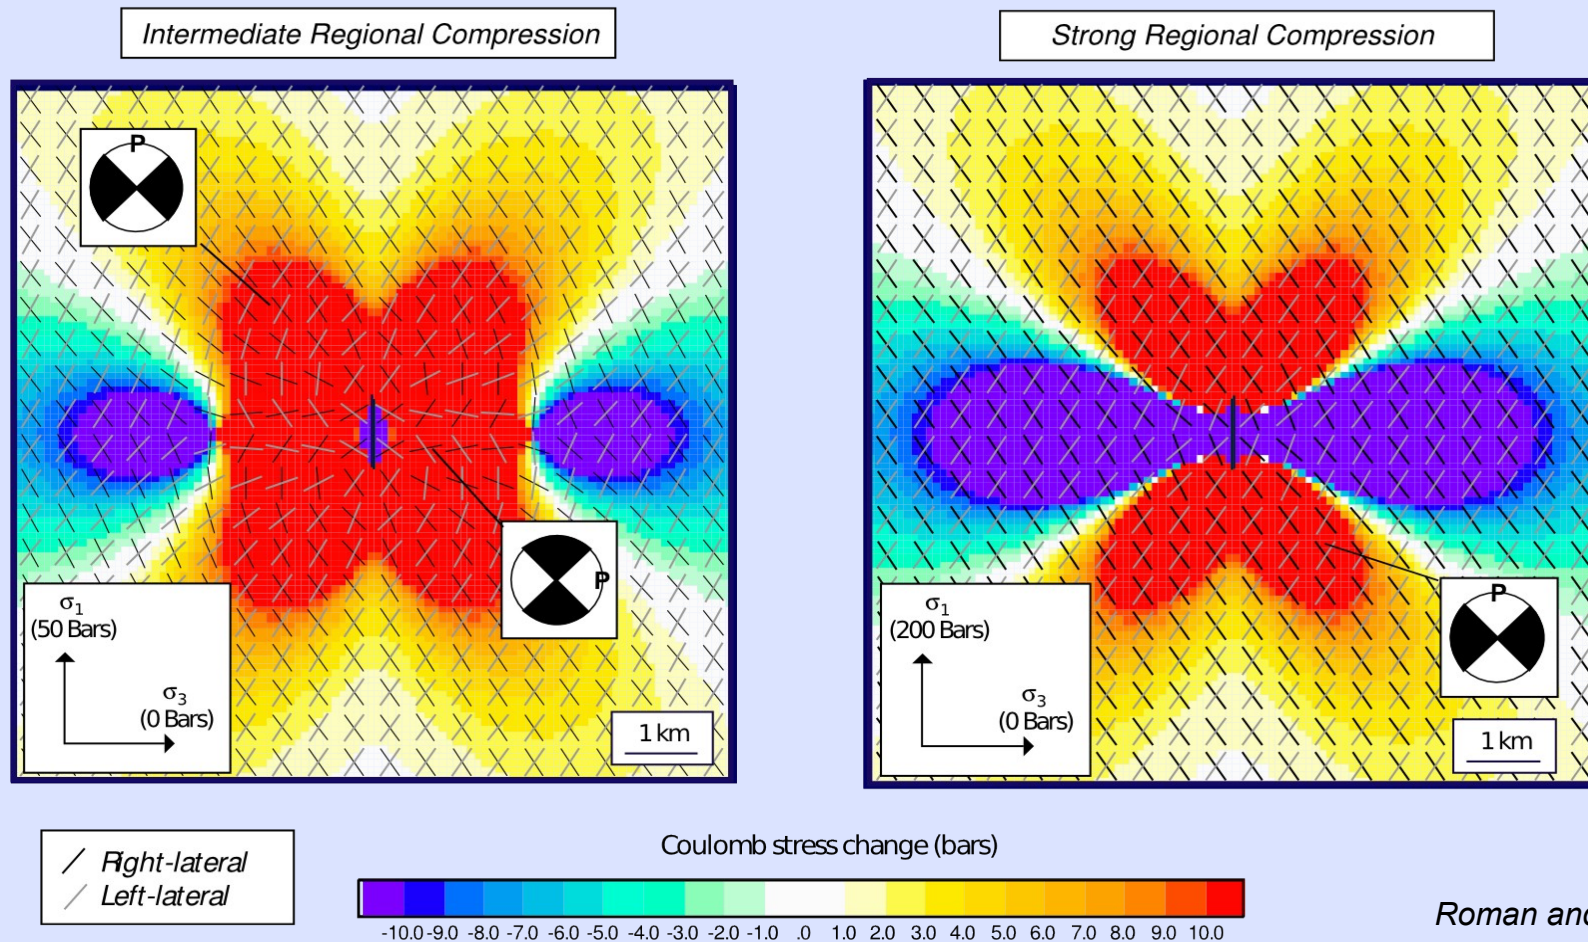 Intermediate Regional Compression
Strong Regional Compression
P
P
P
σ1
(50 Bars)
σ3
(0 Bars)
1 km
σ1
(200 Bars)
σ3
(0 Bars)
1 km
Right-lateral
Left-lateral
Coulomb stress change (bars)
-10.0 -9.0 -8.0 -7.0 -6.0 -5.0 -4.0 -3.0 -2.0 -1.0 .0 1.0 2.0 3.0 4.0 5.0 6.0 7.0 8.0 9.0 10.0
Roman and